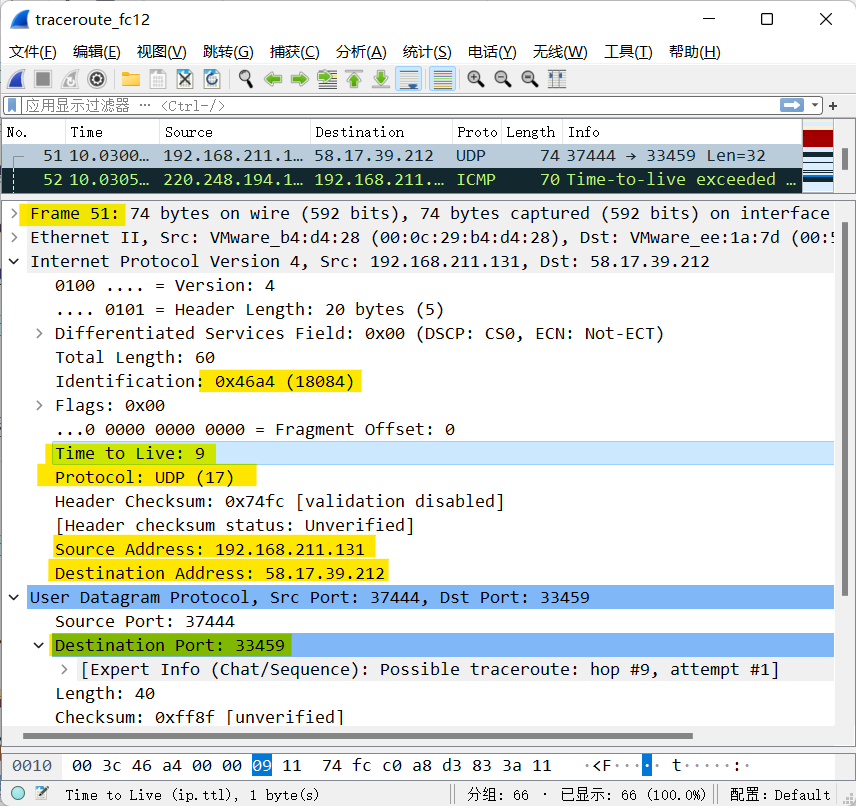 traceroute_fc12
文件(F) 编辑(E) 视图(V) 跳转(G) 捕获(C) 分析(A) 统计(S) 电话(Y) 无线(W) 工具(T) 帮助(H)
应用显示过滤器 … <Ctrl-/>
No. Time Source Destination Proto Length Info
51 10.0300… 192.168.211.1… 58.17.39.212 UDP 74 37444 → 33459 Len=32
52 10.0305… 220.248.194.1… 192.168.211.… ICMP 70 Time-to-live exceeded …
Frame 51: 74 bytes on wire (592 bits), 74 bytes captured (592 bits) on interface
Ethernet II, Src: VMware_b4:d4:28 (00:0c:29:b4:d4:28), Dst: VMware_ee:1a:7d (00:5
Internet Protocol Version 4, Src: 192.168.211.131, Dst: 58.17.39.212
0100 .... = Version: 4
.... 0101 = Header Length: 20 bytes (5)
Differentiated Services Field: 0x00 (DSCP: CS0, ECN: Not-ECT)
Total Length: 60
Identification: 0x46a4 (18084)
Flags: 0x00
...0 0000 0000 0000 = Fragment Offset: 0
Time to Live: 9
Protocol: UDP (17)
Header Checksum: 0x74fc [validation disabled]
[Header checksum status: Unverified]
Source Address: 192.168.211.131
Destination Address: 58.17.39.212
User Datagram Protocol, Src Port: 37444, Dst Port: 33459
Source Port: 37444
Destination Port: 33459
[Expert Info (Chat/Sequence): Possible traceroute: hop #9, attempt #1]
Length: 40
Checksum: 0xff8f [unverified]
0010 00 3c 46 a4 00 00 09 11 74 fc c0 a8 d3 83 3a 11 ·<F····· t·····:·
Time to Live (ip.ttl), 1 byte(s) 分组: 66 · 已显示: 66 (100.0%) 配置: Default